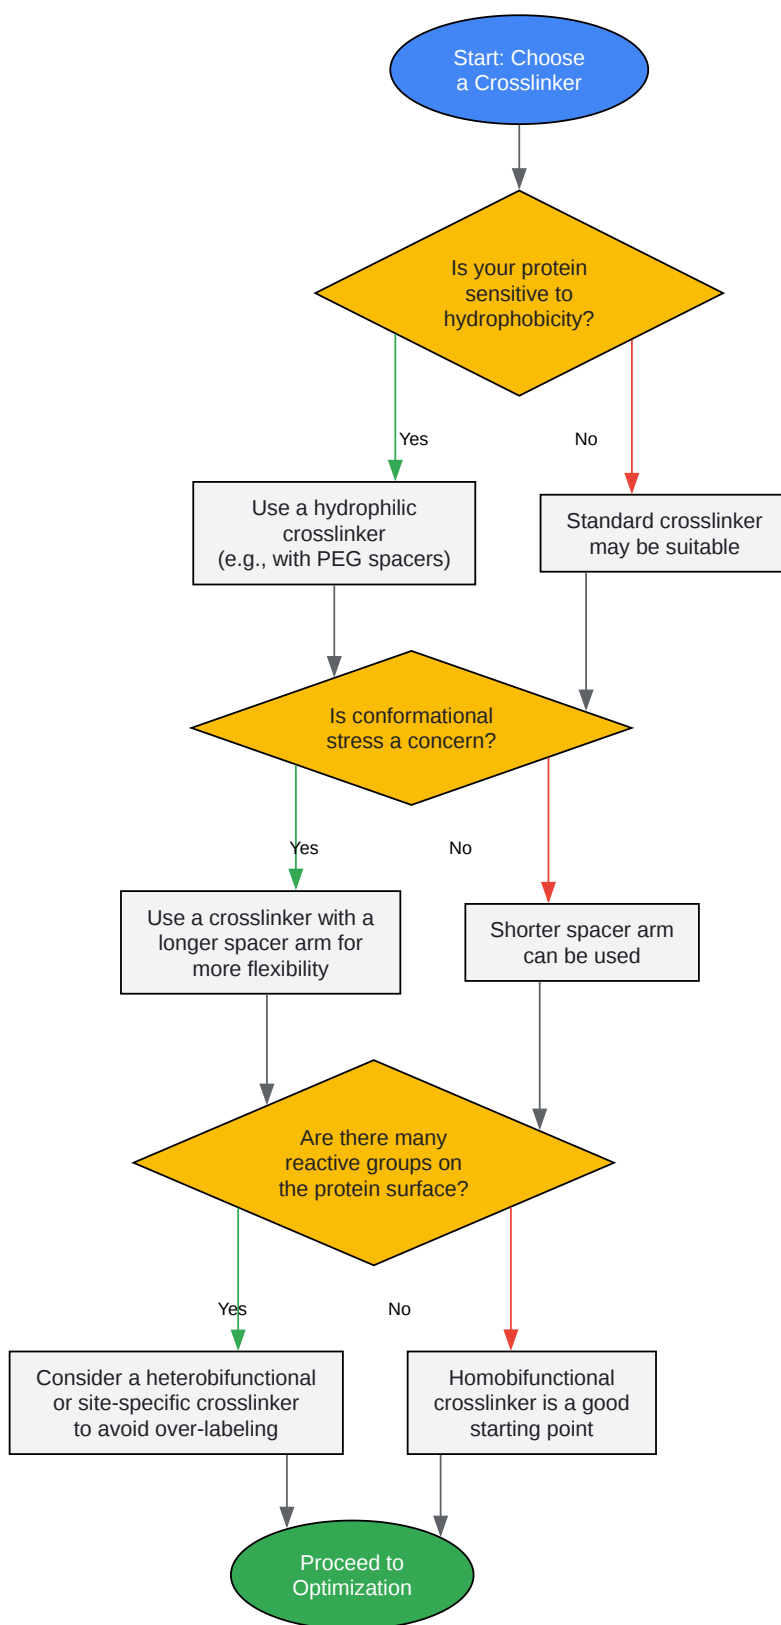 Start: Choose
a Crosslinker
Is your protein
sensitive to
hydrophobicity?
Yes
No
Use a hydrophilic
crosslinker
(e.g., with PEG spacers)
Standard crosslinker
may be suitable
Is conformational
stress a concern?
Yes
No
Use a crosslinker with a
longer spacer arm for
more flexibility
Shorter spacer arm
can be used
Are there many
reactive groups on
the protein surface?
Yes
No
Consider a heterobifunctional
or site-specific crosslinker
to avoid over-labeling
Homobifunctional
crosslinker is a good
starting point
Proceed to
Optimization